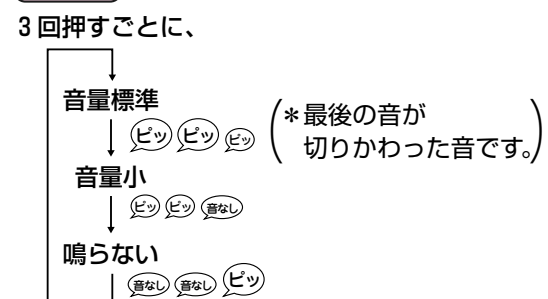 3回押すごとに、
音量標準
ピッ ピッ ピッ
(＊最後の音が
切りかわった音です。)
音量小
ピッ ピッ 音なし
鳴らない
音なし 音なし ピッ